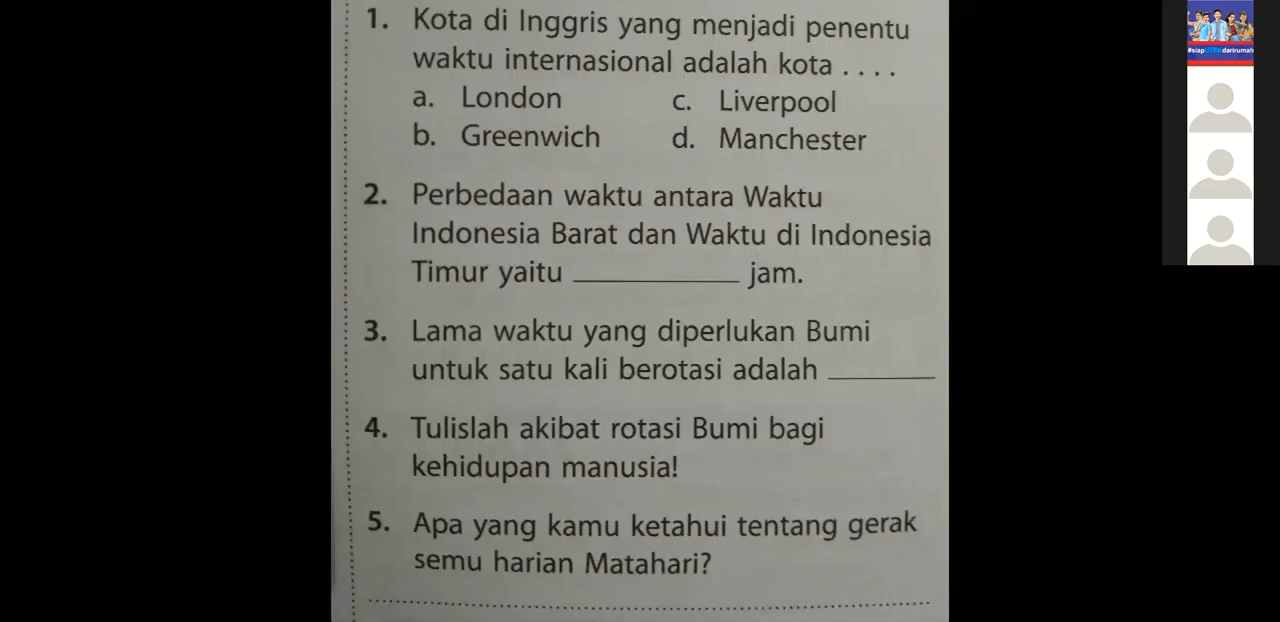 1. Kota di Inggris yang menjadi penentu
waktu internasional adalah kota . . . .
a. London c. Liverpool
b. Greenwich d. Manchester
2. Perbedaan waktu antara Waktu
Indonesia Barat dan Waktu di Indonesia
Timur yaitu ____________ jam.
3. Lama waktu yang diperlukan Bumi
untuk satu kali berotasi adalah ________
4. Tulislah akibat rotasi Bumi bagi
kehidupan manusia!
5. Apa yang kamu ketahui tentang gerak
semu harian Matahari?
#siapUTBKdarirumah